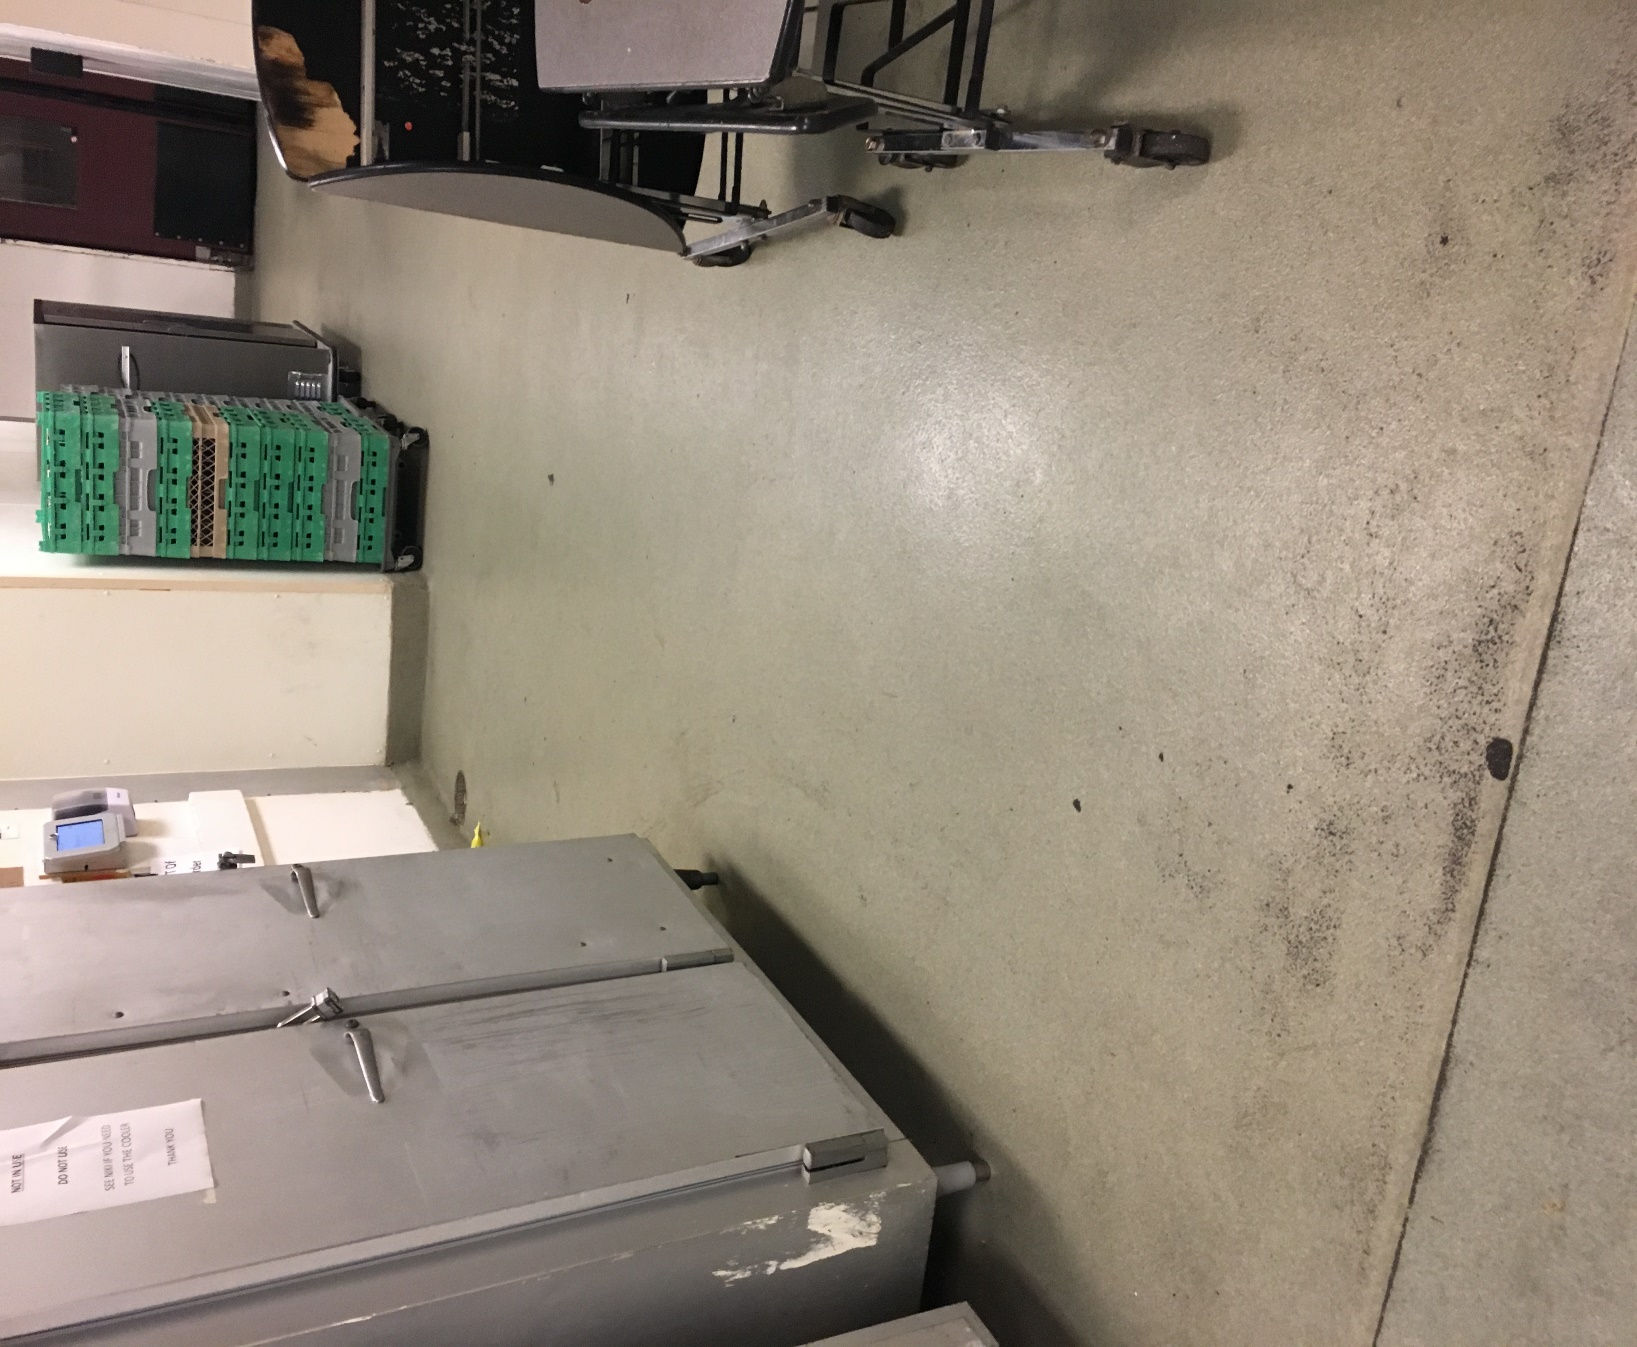 NOT IN USE
DO NOT USE
SEE NIKI IF YOU NEED
TO USE THE COOLER
THANK YOU